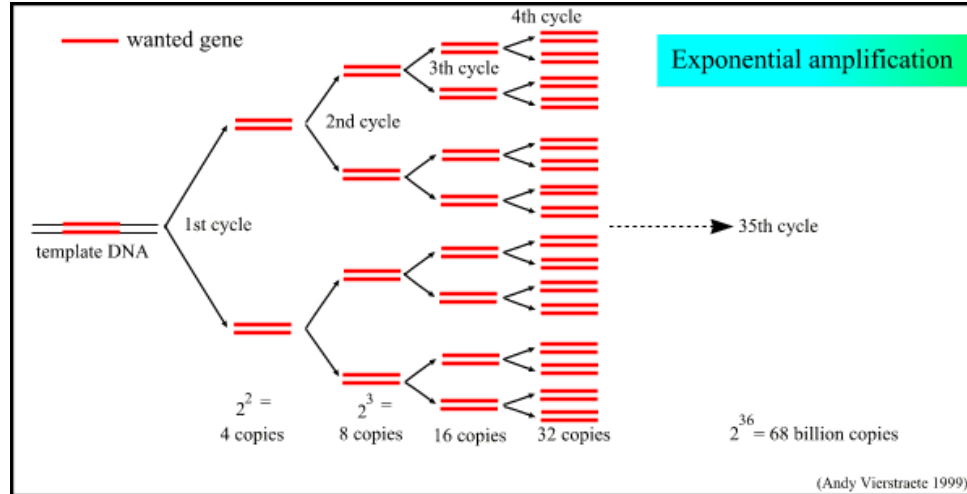 4th cycle
wanted gene
Exponential amplification
3th cycle
2nd cycle
1st cycle
35th cycle
template DNA
2^2 =
4 copies
2^3 =
8 copies
16 copies
32 copies
2^36 = 68 billion copies
(Andy Vierstraete 1999)